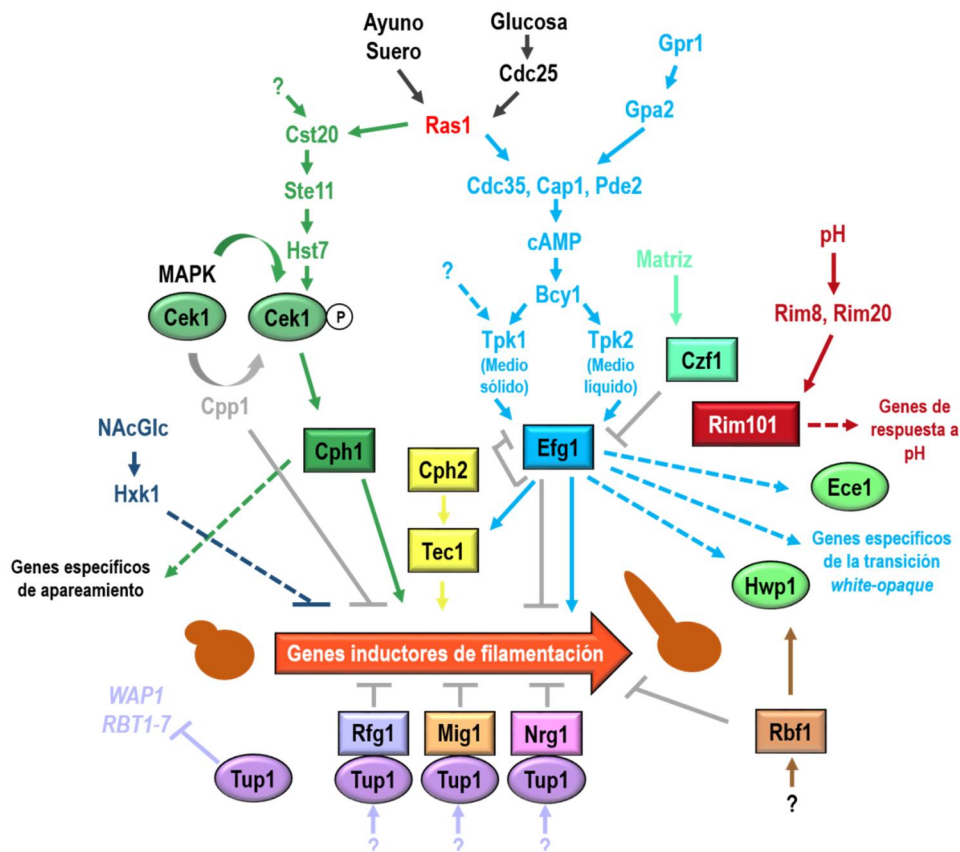 Ayuno
Suero
Glucosa
Cdc25
Gpr1
Gpa2
?
Cst20
Ras1
Ste11
Cdc35, Cap1, Pde2
Hst7
cAMP
pH
MAPK
Matriz
?
Bcy1
Cek1
Cek1
P
Rim8, Rim20
Tpk1
(Medio
sólido)
Tpk2
(Medio
líquido)
Czf1
Cpp1
Rim101
Genes de
respuesta a
pH
NAcGlc
Cph1
Efg1
Cph2
Hxk1
Ece1
Tec1
Genes específicos
de apareamiento
Genes específicos
de la transición
white-opaque
Hwp1
Genes inductores de filamentación
WAP1
RBT1-7
Rfg1
Mig1
Nrg1
Rbf1
Tup1
Tup1
Tup1
Tup1
?
?
?
?